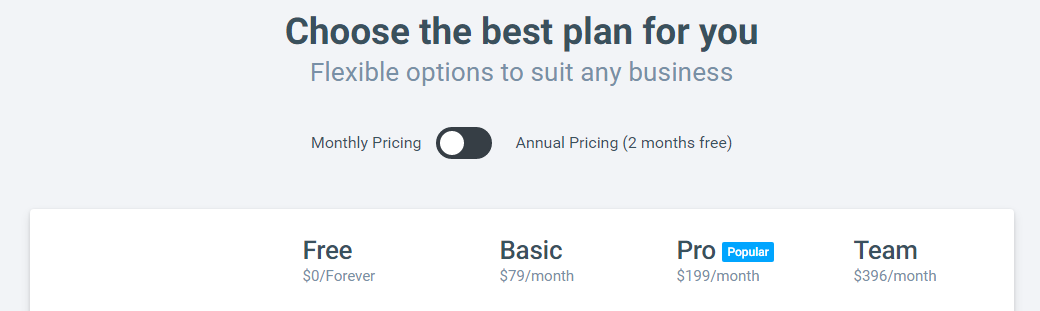 Choose the best plan for you
Flexible options to suit any business
Monthly Pricing Annual Pricing (2 months free)
Free Basic Pro Popular Team
$0/Forever $79/month $199/month $396/month